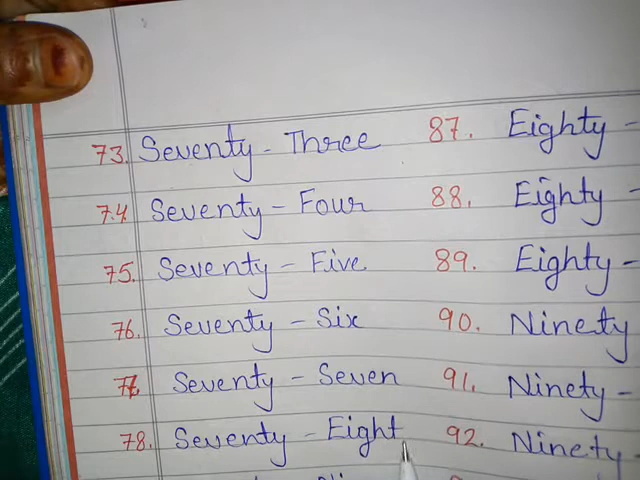 73. Seventy - Three 87. Eighty -
74 Seventy - Four 88. Eighty -
75. Seventy - Five 89. Eighty -
76. Seventy - Six 90. Ninety
77. Seventy - Seven 91. Ninety -
78. Seventy - Eight 92. Ninety -